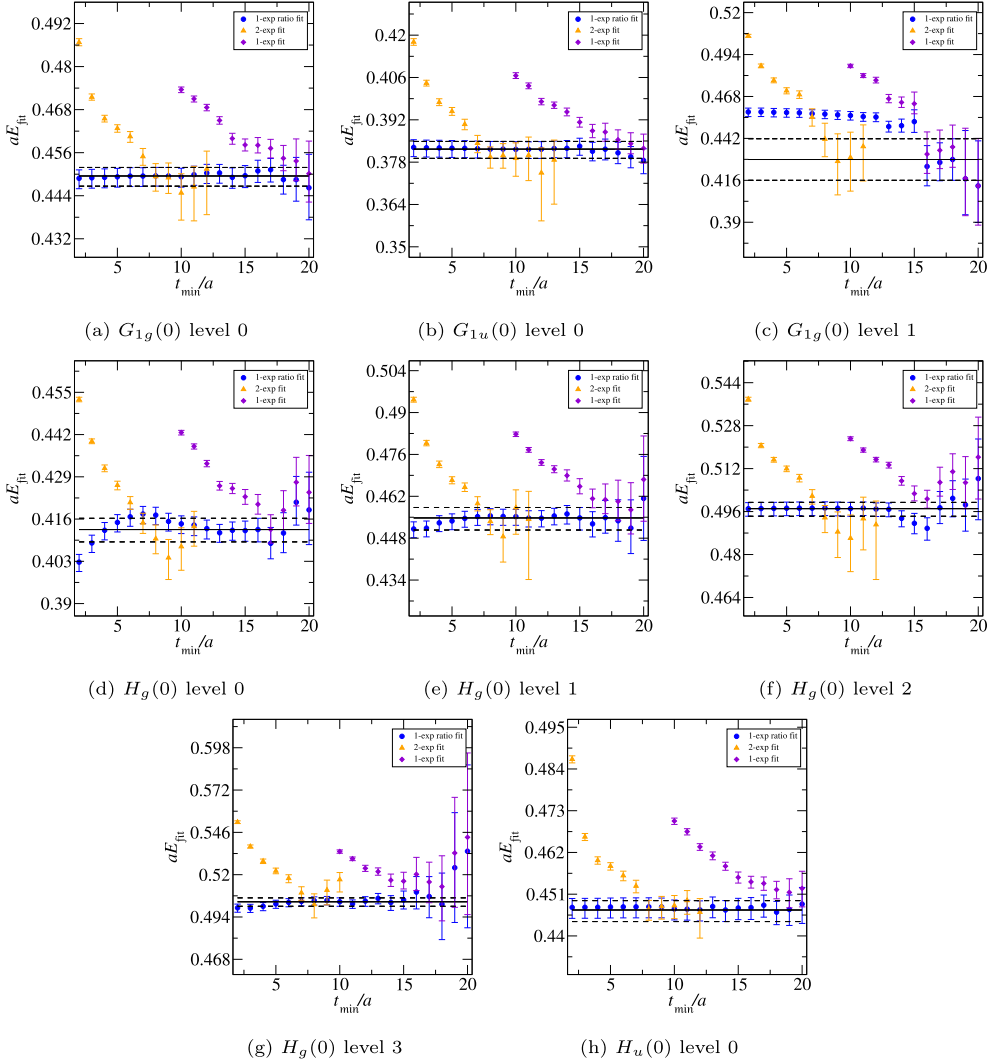 1-exp ratio fit
2-exp fit
1-exp fit
0.492
0.48
0.468
0.456
0.444
0.432
aE_fit
5 10 15 20
t_min/a
(a) G_{1g}(0) level 0
1-exp ratio fit
2-exp fit
1-exp fit
0.42
0.406
0.392
0.378
0.364
0.35
aE_fit
5 10 15 20
t_min/a
(b) G_{1u}(0) level 0
1-exp ratio fit
2-exp fit
1-exp fit
0.52
0.494
0.468
0.442
0.416
0.39
aE_fit
5 10 15 20
t_min/a
(c) G_{1g}(0) level 1
1-exp ratio fit
2-exp fit
1-exp fit
0.455
0.442
0.429
0.416
0.403
0.39
aE_fit
5 10 15 20
t_min/a
(d) H_g(0) level 0
1-exp ratio fit
2-exp fit
1-exp fit
0.504
0.49
0.476
0.462
0.448
0.434
aE_fit
5 10 15 20
t_min/a
(e) H_g(0) level 1
1-exp ratio fit
2-exp fit
1-exp fit
0.544
0.528
0.512
0.496
0.48
0.464
aE_fit
5 10 15 20
t_min/a
(f) H_g(0) level 2
1-exp ratio fit
2-exp fit
1-exp fit
0.598
0.572
0.546
0.52
0.494
0.468
aE_fit
5 10 15 20
t_min/a
(g) H_g(0) level 3
1-exp ratio fit
2-exp fit
1-exp fit
0.495
0.484
0.473
0.462
0.451
0.44
aE_fit
5 10 15 20
t_min/a
(h) H_u(0) level 0